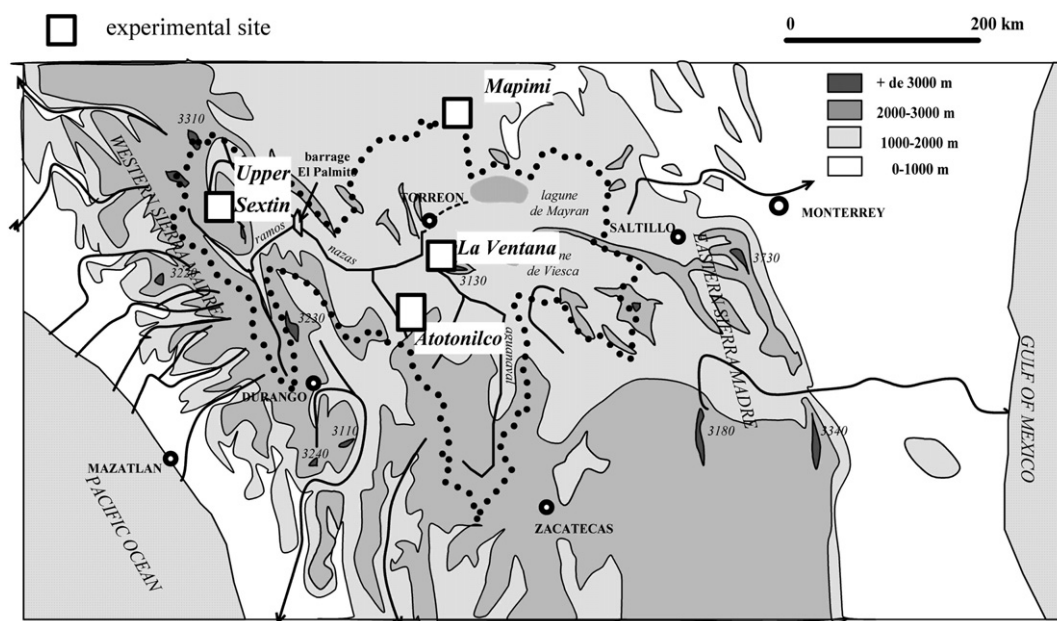 experimental site
0
200 km
+ de 3000 m
2000-3000 m
1000-2000 m
0-1000 m
Mapimi
3310
WESTERN SIERRA MADRE
Upper
Sextin
barrage
El Palmito
TORREON
lagune
de Mayran
MONTERREY
SALTILLO
ramos
nazas
La Ventana
de Viesca
3130
3730
EASTERN SIERRA MADRE
3220
3230
Atotonilco
aguanaval
DURANGO
3110
3240
3180
3340
MAZATLAN
PACIFIC OCEAN
ZACATECAS
GULF OF MEXICO